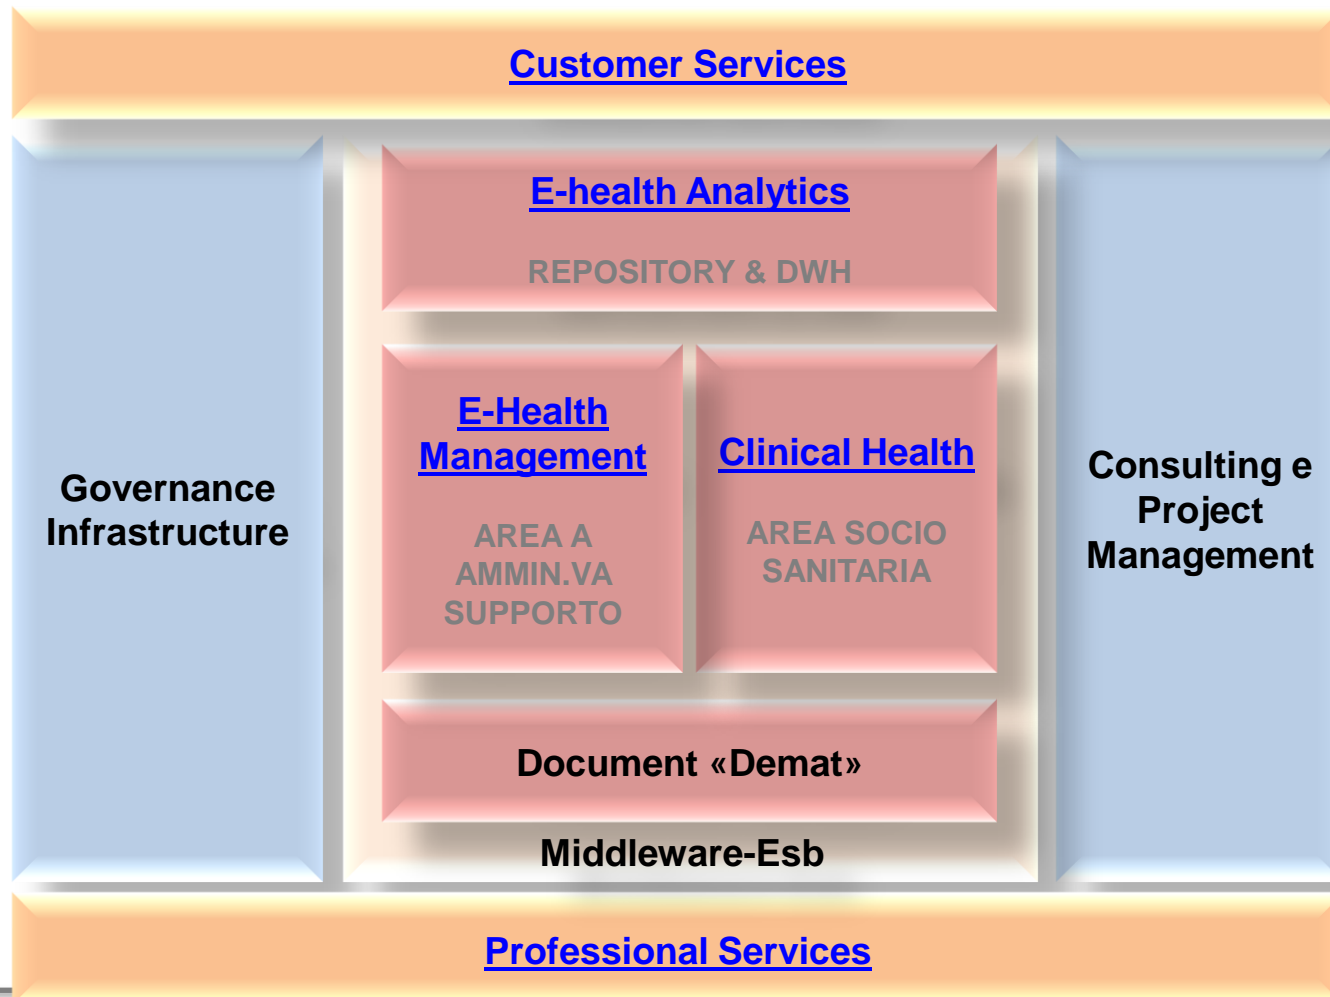 Customer Services
E-health Analytics
REPOSITORY & DWH
E-Health
Management
AREA A
AMMIN.VA
SUPPORTO
Clinical Health
AREA SOCIO
SANITARIA
Governance
Infrastructure
Consulting e
Project
Management
Document «Demat»
Middleware-Esb
Professional Services